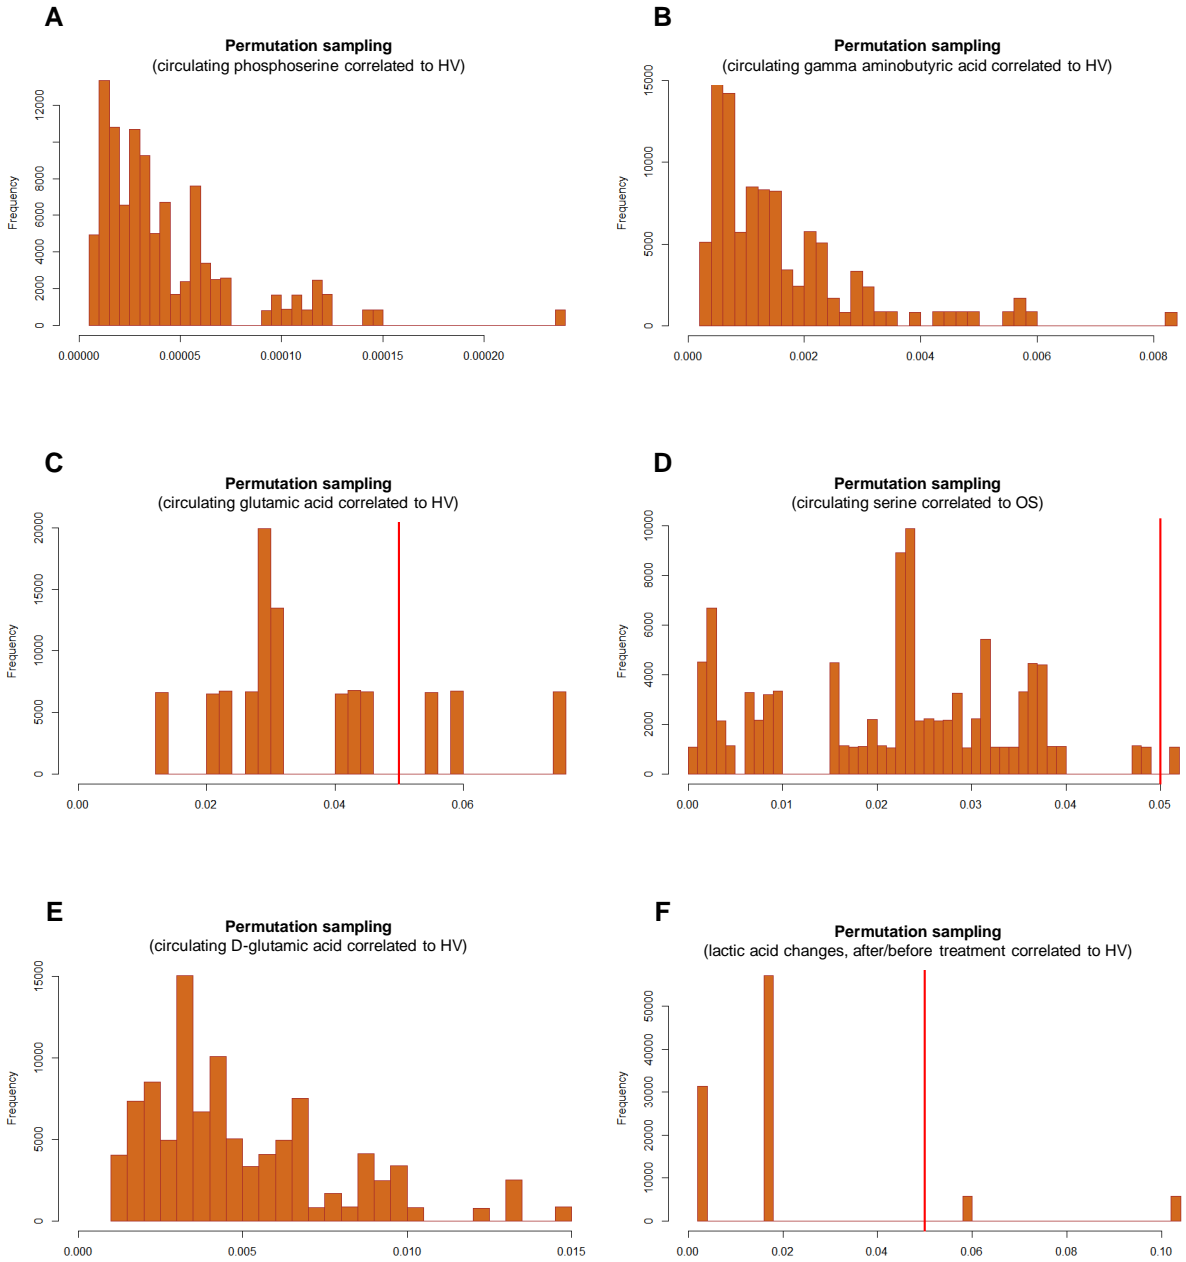 A
Permutation sampling
(circulating phosphoserine correlated to HV)
Frequency
0
2000
4000
6000
8000
12000
0.00000
0.00005
0.00010
0.00015
0.00020
B
Permutation sampling
(circulating gamma aminobutyric acid correlated to HV)
Frequency
0
5000
10000
15000
0.000
0.002
0.004
0.006
0.008
C
Permutation sampling
(circulating glutamic acid correlated to HV)
Frequency
0
5000
10000
15000
20000
0.00
0.02
0.04
0.06
D
Permutation sampling
(circulating serine correlated to OS)
Frequency
0
2000
4000
6000
8000
10000
0.00
0.01
0.02
0.03
0.04
0.05
E
Permutation sampling
(circulating D-glutamic acid correlated to HV)
Frequency
0
5000
10000
15000
0.000
0.005
0.010
0.015
F
Permutation sampling
(lactic acid changes, after/before treatment correlated to HV)
Frequency
0
10000
20000
30000
40000
50000
0.00
0.02
0.04
0.06
0.08
0.10